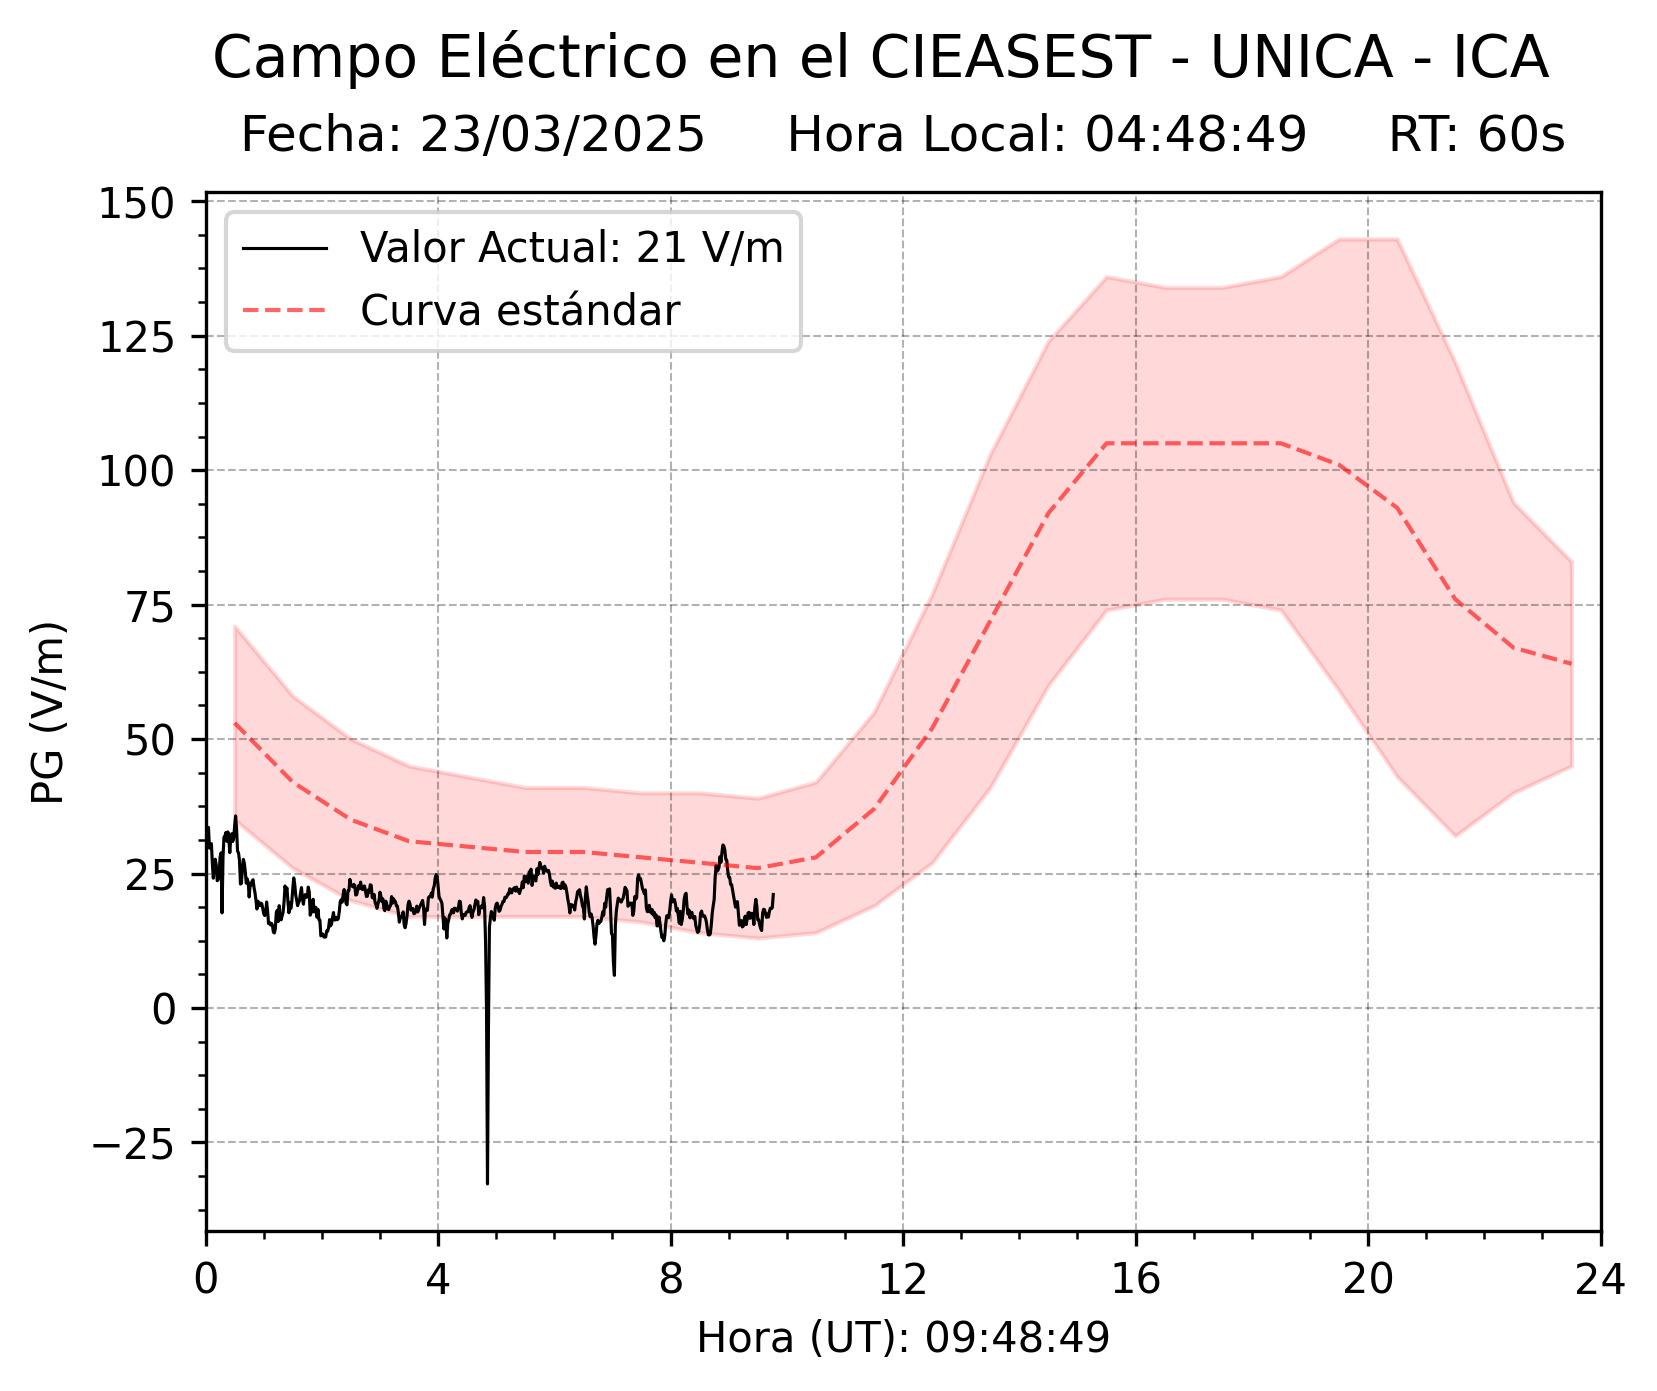 Campo Eléctrico en el CIEASEST - UNICA - ICA
Fecha: 23/03/2025 Hora Local: 04:48:49 RT: 60s
Valor Actual: 21 V/m
Curva estándar
PG (V/m)
150
125
100
75
50
25
0
−25
0 4 8 12 16 20 24
Hora (UT): 09:48:49